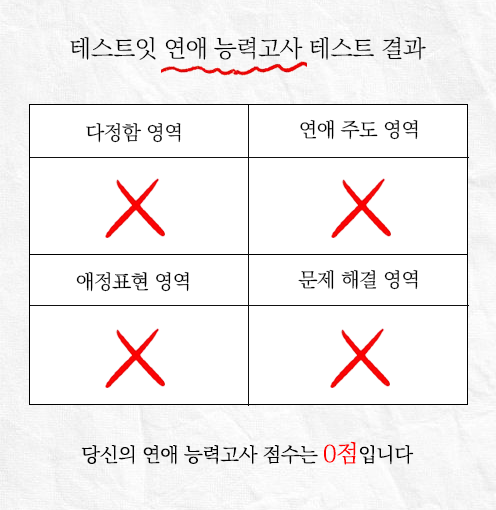 테스트잇 연애 능력고사 테스트 결과
다정함 영역 연애 주도 영역
애정표현 영역 문제 해결 영역
당신의 연애 능력고사 점수는 0점입니다